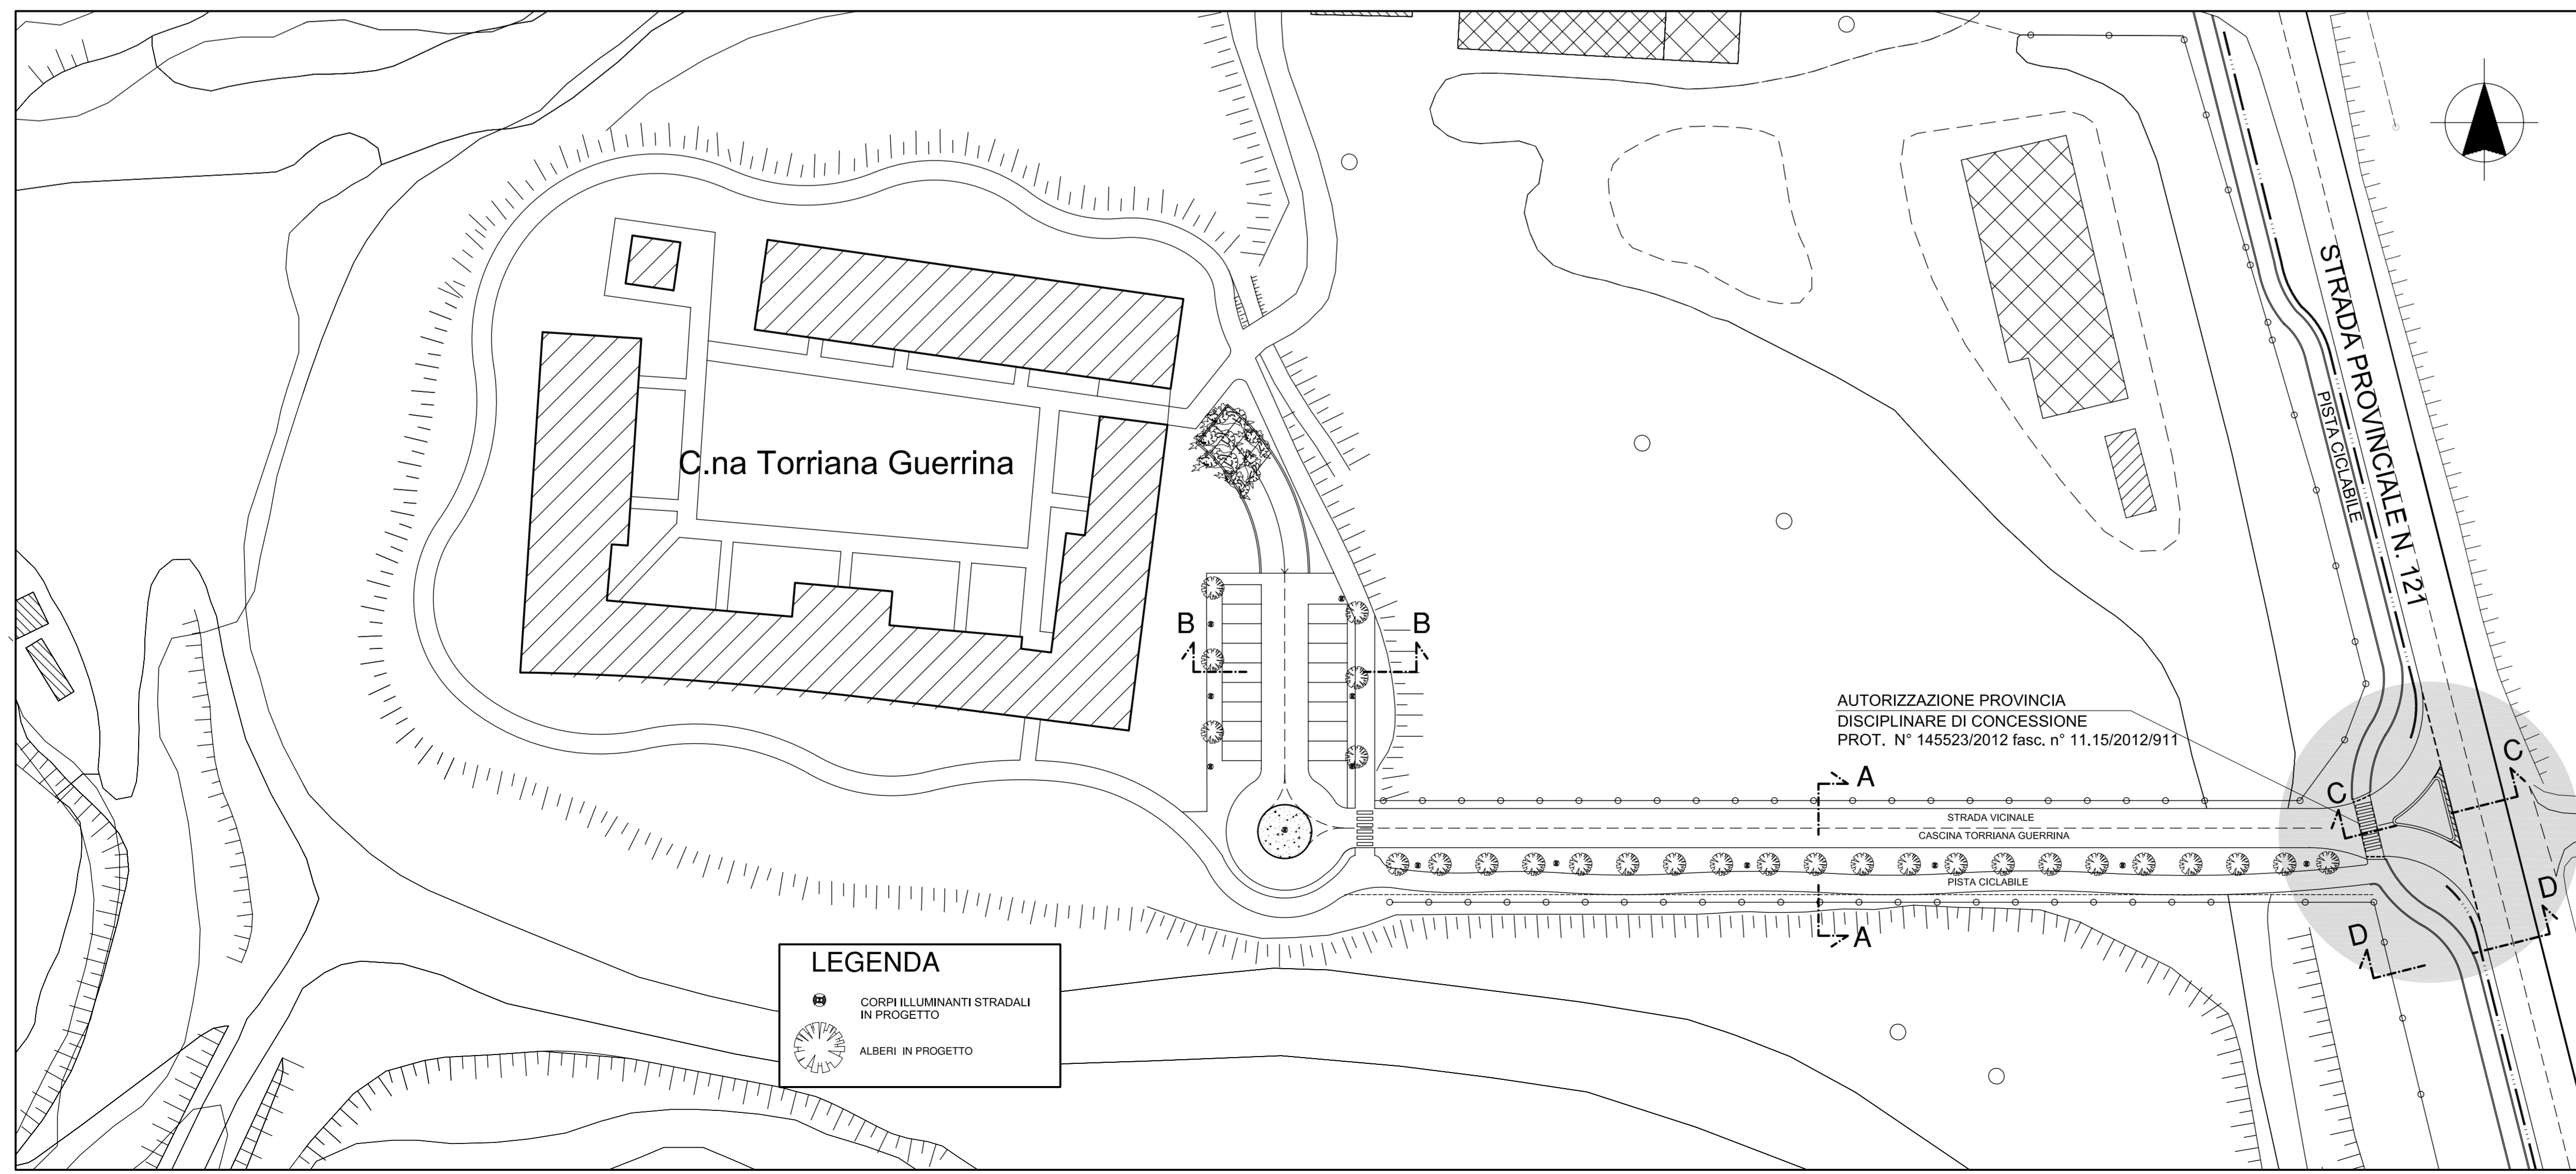 STRADA PROVINCIALE N. 121
PISTA CICLABILE
C.na Torriana Guerrina
B
B
AUTORIZZAZIONE PROVINCIA
DISCIPLINARE DI CONCESSIONE
PROT. N° 145523/2012 fasc. n° 11.15/2012/911
C
A
C
STRADA VICINALE
CASCINA TORRIANA GUERRINA
PISTA CICLABILE
D
A
D
LEGENDA
CORPI ILLUMINANTI STRADALI
IN PROGETTO
ALBERI IN PROGETTO